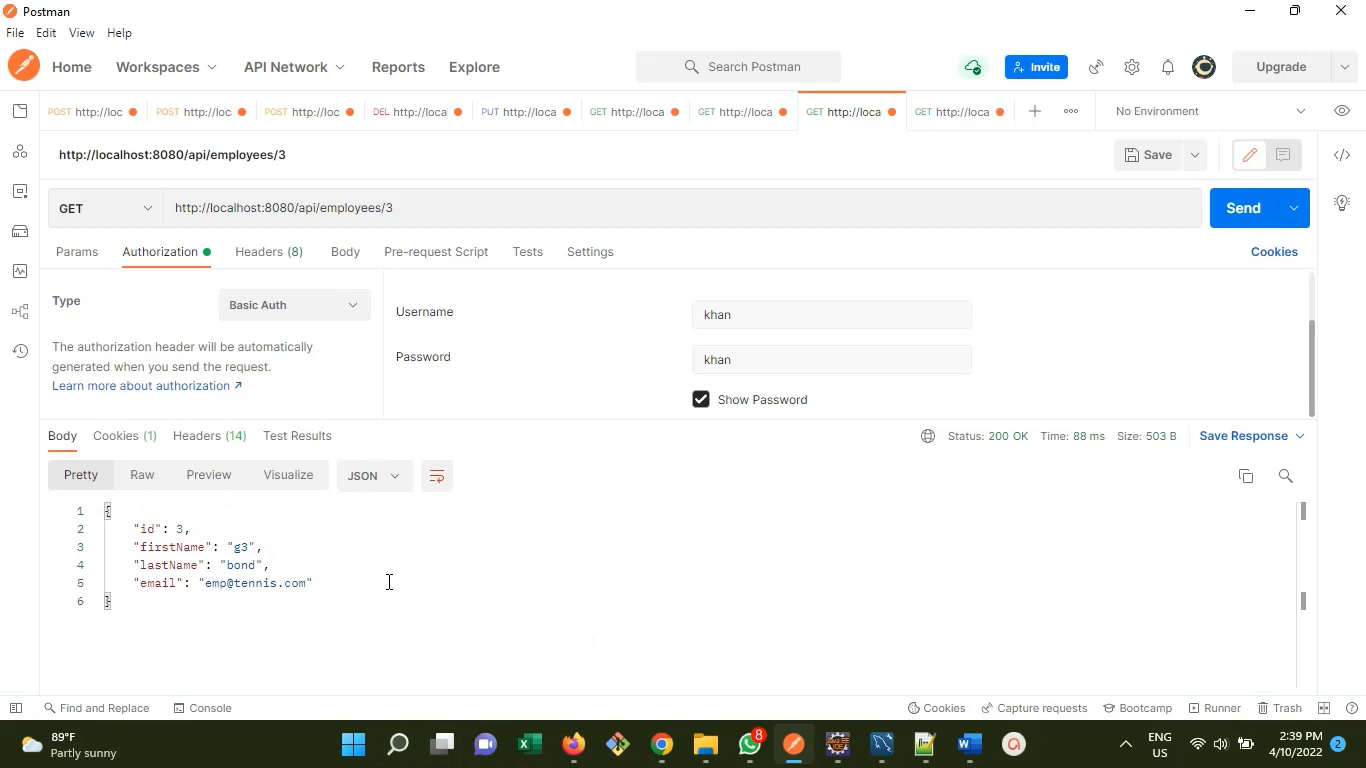 Postman
File Edit View Help
Home Workspaces API Network Reports Explore Search Postman Invite Upgrade
POST http://loc POST http://loca POST http://loc DEL http://loca PUT http://loca GET http://loca GET http://loca GET http://loca GET http://loca No Environment
http://localhost:8080/api/employees/3 Save
GET http://localhost:8080/api/employees/3 Send
Params Authorization Headers (8) Body Pre-request Script Tests Settings Cookies
Type Basic Auth
The authorization header will be automatically
generated when you send the request.
Learn more about authorization ↗
Username khan
Password khan
Show Password
Body Cookies (1) Headers (14) Test Results Status: 200 OK Time: 88 ms Size: 503 B Save Response
Pretty Raw Preview Visualize JSON
1 {
2 "id": 3,
3 "firstName": "g3",
4 "lastName": "bond",
5 "email": "emp@tennis.com"
6 }
Find and Replace Console Cookies Capture requests Bootcamp Runner Trash
89°F
Partly sunny
8
ENG
US
2:39 PM
4/10/2022
2